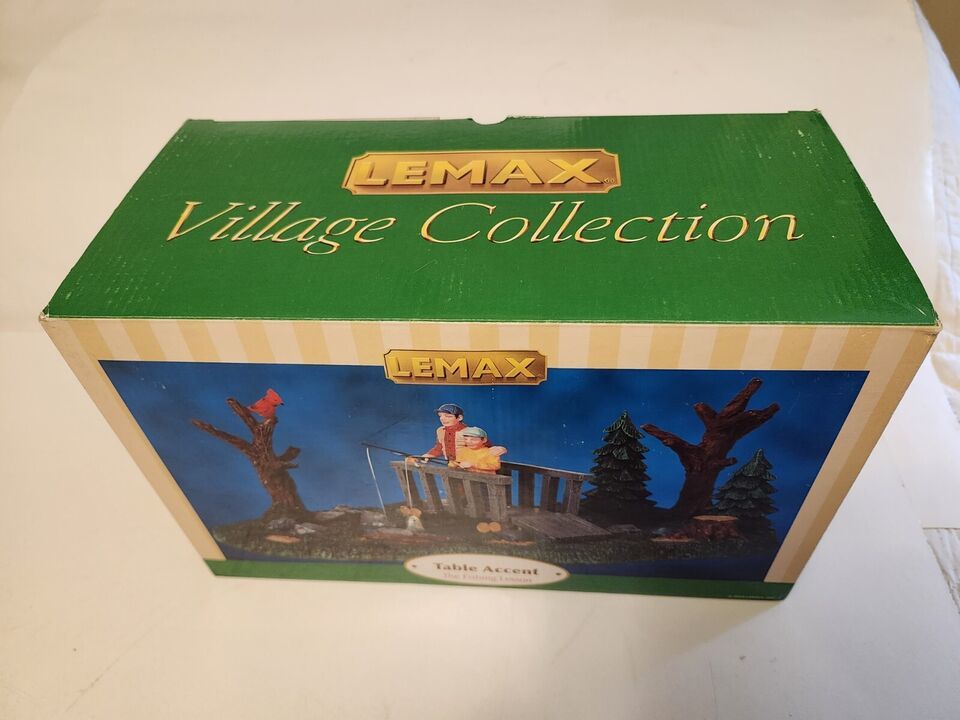 LEMAX
Village Collection
LEMAX
Table Accent
The Fishing Lesson